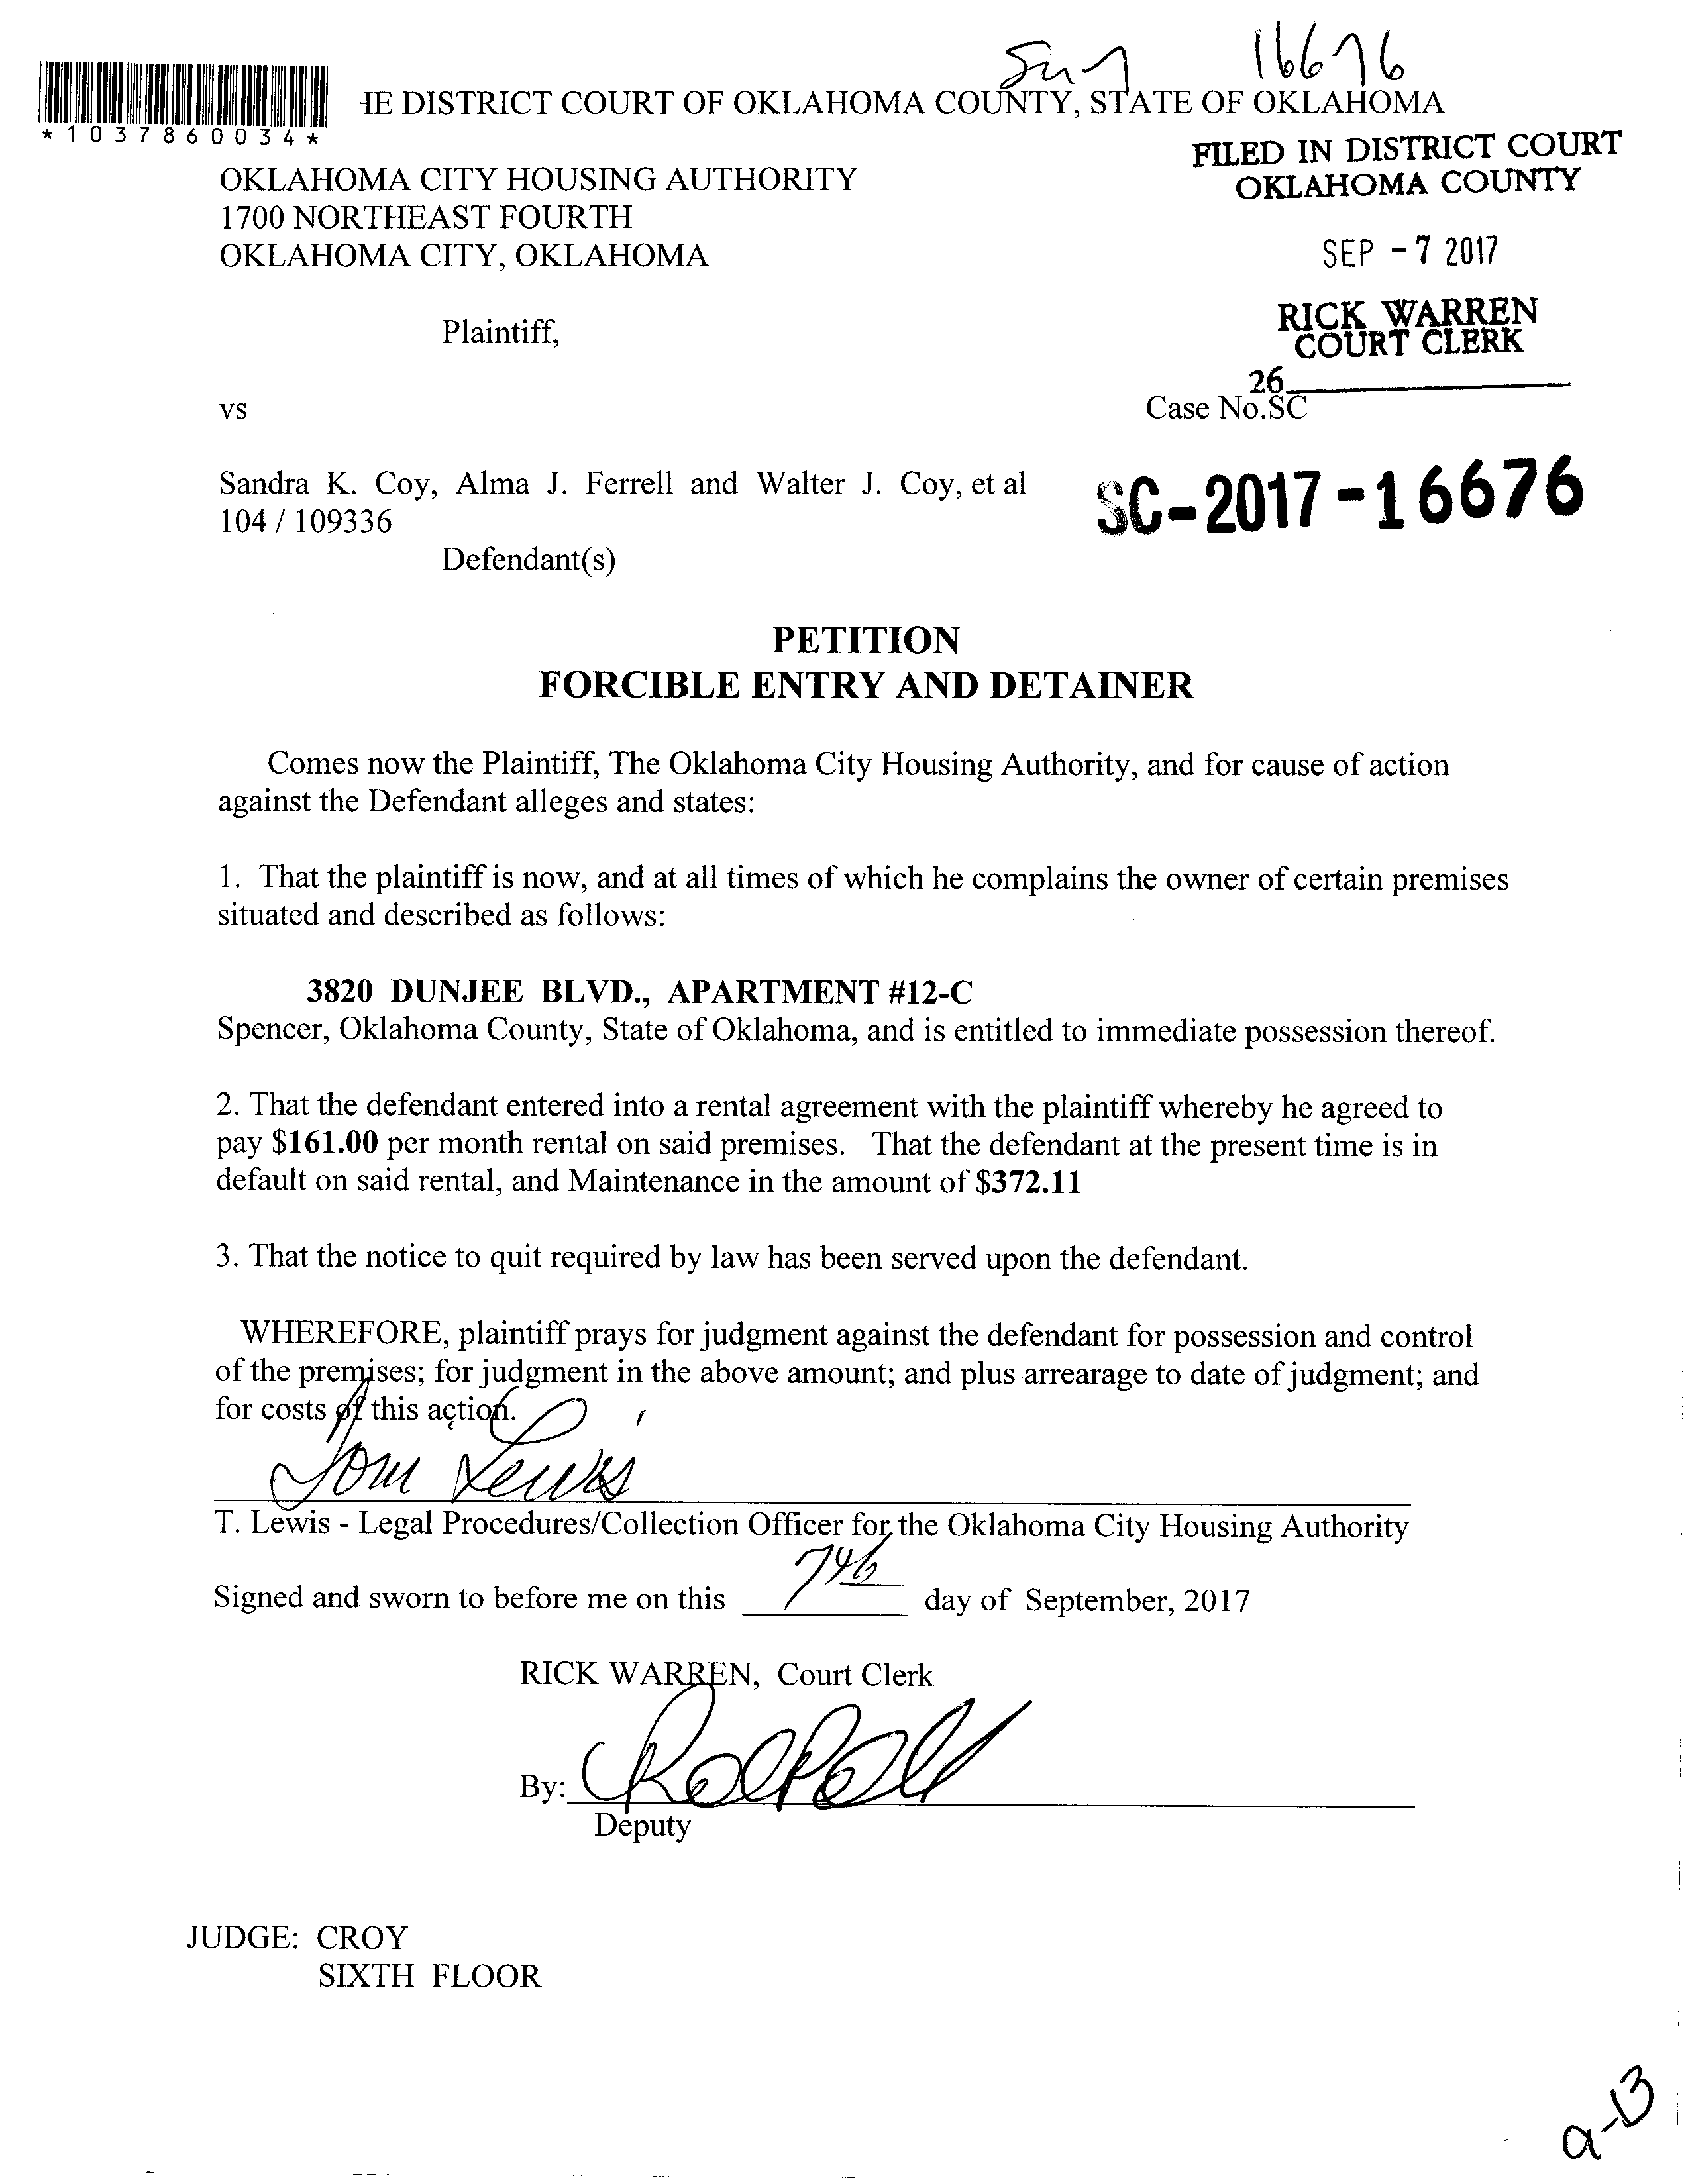 Sm 16676
*1037860034*
HE DISTRICT COURT OF OKLAHOMA COUNTY, STATE OF OKLAHOMA
FILED IN DISTRICT COURT
OKLAHOMA COUNTY
OKLAHOMA CITY HOUSING AUTHORITY
1700 NORTHEAST FOURTH
OKLAHOMA CITY, OKLAHOMA
SEP -7 2017
Plaintiff,
RICK WARREN
COURT CLERK
26
vs
Case No.SC
Sandra K. Coy, Alma J. Ferrell and Walter J. Coy, et al
104 / 109336
SC-2017-16676
Defendant(s)
PETITION
FORCIBLE ENTRY AND DETAINER
Comes now the Plaintiff, The Oklahoma City Housing Authority, and for cause of action
against the Defendant alleges and states:
1. That the plaintiff is now, and at all times of which he complains the owner of certain premises
situated and described as follows:
3820 DUNJEE BLVD., APARTMENT #12-C
Spencer, Oklahoma County, State of Oklahoma, and is entitled to immediate possession thereof.
2. That the defendant entered into a rental agreement with the plaintiff whereby he agreed to
pay $161.00 per month rental on said premises. That the defendant at the present time is in
default on said rental, and Maintenance in the amount of $372.11
3. That the notice to quit required by law has been served upon the defendant.
WHEREFORE, plaintiff prays for judgment against the defendant for possession and control
of the premises; for judgment in the above amount; and plus arrearage to date of judgment; and
for costs of this action.
Tom Lewis
T. Lewis - Legal Procedures/Collection Officer for the Oklahoma City Housing Authority
Signed and sworn to before me on this 7th day of September, 2017
RICK WARREN, Court Clerk
By:
Deputy
JUDGE: CROY
SIXTH FLOOR
a-13